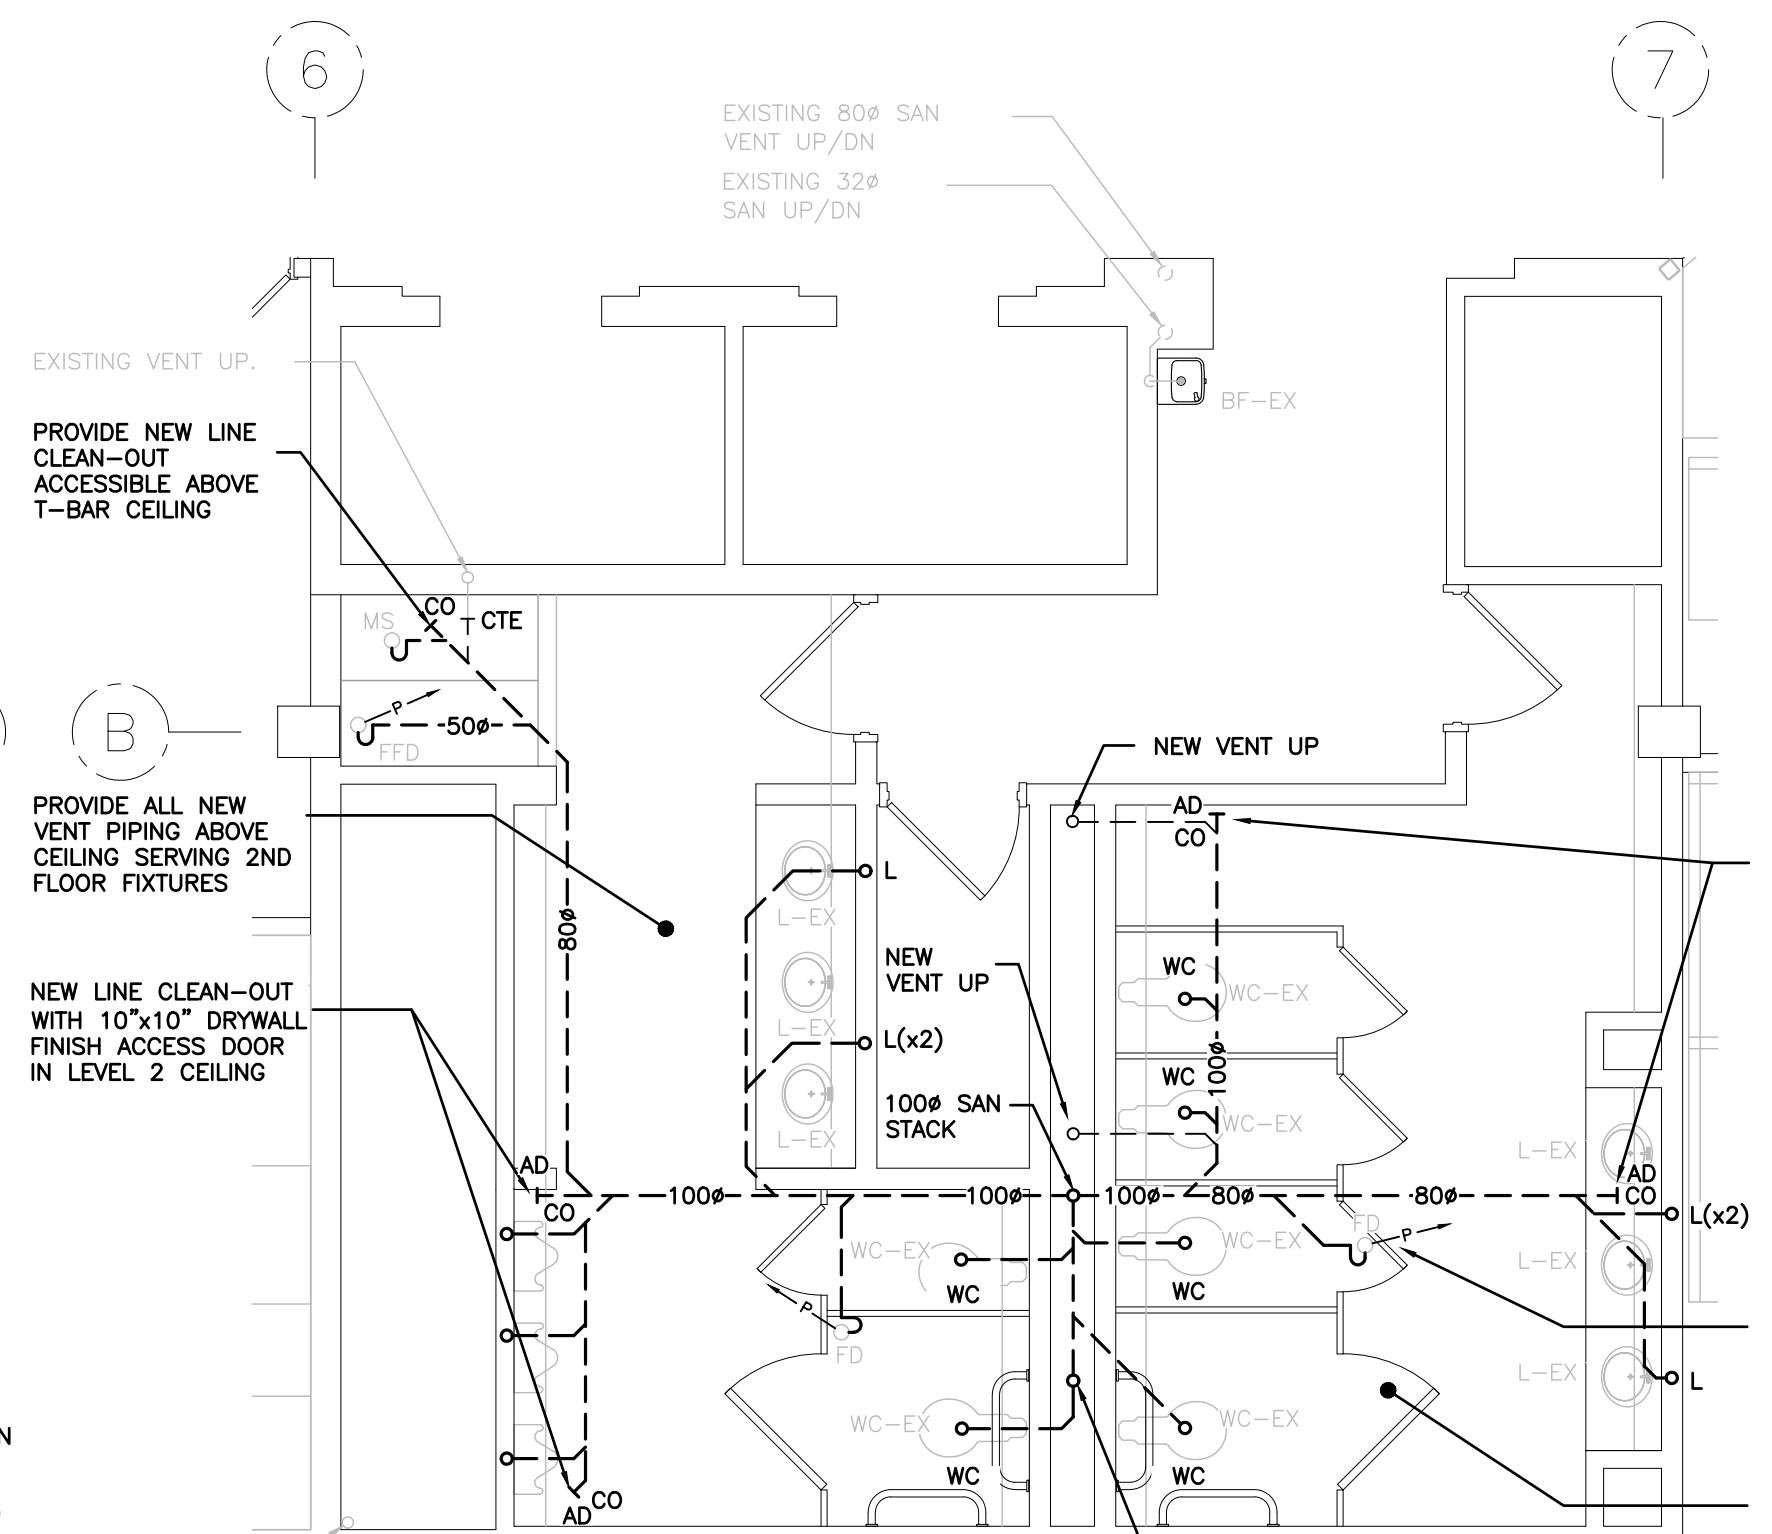 6
7
EXISTING 80ø SAN
VENT UP/DN
EXISTING 32ø
SAN UP/DN
EXISTING VENT UP.
BF-EX
PROVIDE NEW LINE
CLEAN-OUT
ACCESSIBLE ABOVE
T-BAR CEILING
MS
CO
CTE
B
P
50ø
FFD
NEW VENT UP
PROVIDE ALL NEW
VENT PIPING ABOVE
CEILING SERVING 2ND
FLOOR FIXTURES
AD
CO
L
L-EX
80ø
NEW
VENT UP
WC
WC-EX
NEW LINE CLEAN-OUT
WITH 10"x10" DRYWALL
FINISH ACCESS DOOR
IN LEVEL 2 CEILING
L-EX
L(x2)
100ø
WC
WC-EX
100ø SAN
STACK
L-EX
L-EX
AD
CO
100ø
100ø
100ø
80ø
80ø
AD
CO
L(x2)
FD
P
WC-EX
WC
WC-EX
WC
L-EX
P
FD
L-EX
L
WC-EX
WC
WC-EX
WC
N
CO
AD